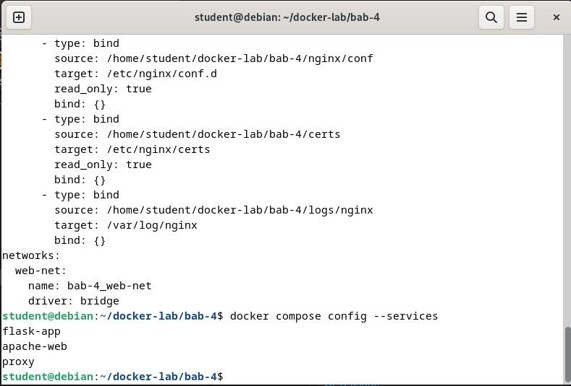 student@debian: ~/docker-lab/bab-4
      - type: bind
        source: /home/student/docker-lab/bab-4/nginx/conf
        target: /etc/nginx/conf.d
        read_only: true
        bind: {}
      - type: bind
        source: /home/student/docker-lab/bab-4/certs
        target: /etc/nginx/certs
        read_only: true
        bind: {}
      - type: bind
        source: /home/student/docker-lab/bab-4/logs/nginx
        target: /var/log/nginx
        bind: {}
networks:
  web-net:
    name: bab-4_web-net
    driver: bridge
student@debian:~/docker-lab/bab-4$ docker compose config --services
flask-app
apache-web
proxy
student@debian:~/docker-lab/bab-4$